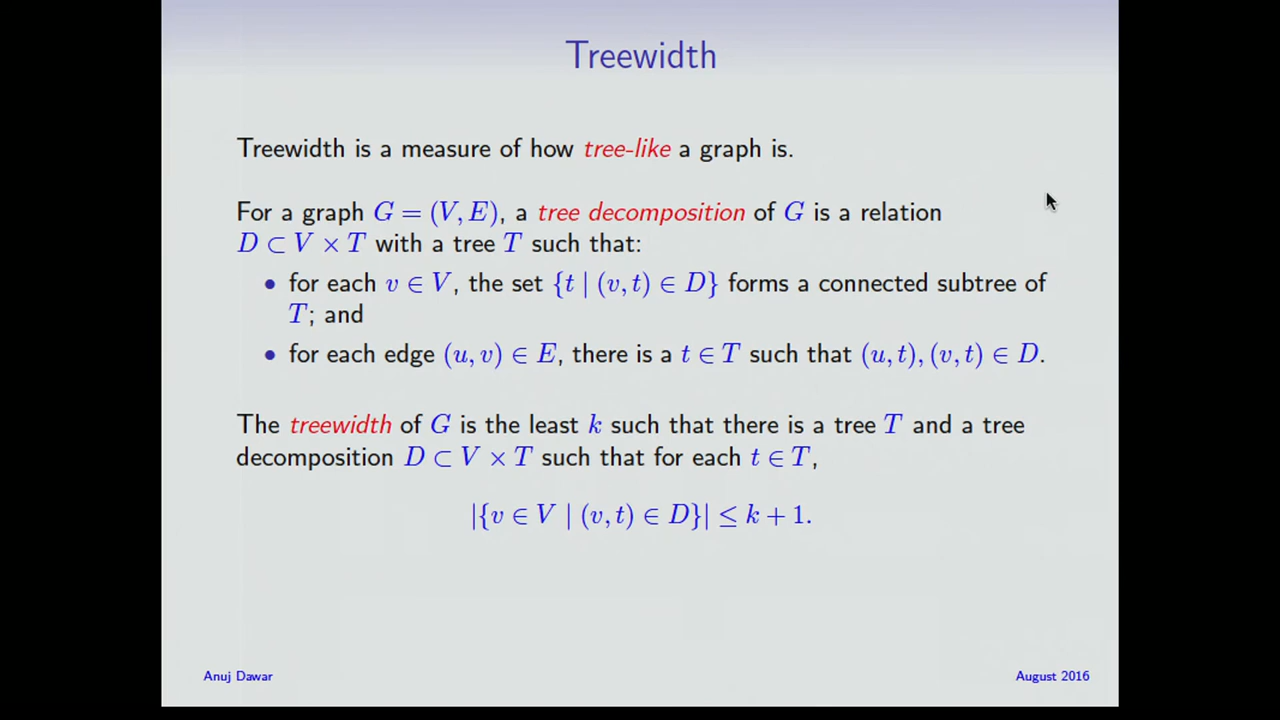 Treewidth
Treewidth is a measure of how tree-like a graph is.
For a graph G = (V, E), a tree decomposition of G is a relation
D ⊂ V × T with a tree T such that:
• for each v ∈ V, the set {t | (v, t) ∈ D} forms a connected subtree of
T; and
• for each edge (u, v) ∈ E, there is a t ∈ T such that (u, t), (v, t) ∈ D.
The treewidth of G is the least k such that there is a tree T and a tree
decomposition D ⊂ V × T such that for each t ∈ T,
|{v ∈ V | (v, t) ∈ D}| ≤ k + 1.
Anuj Dawar
August 2016